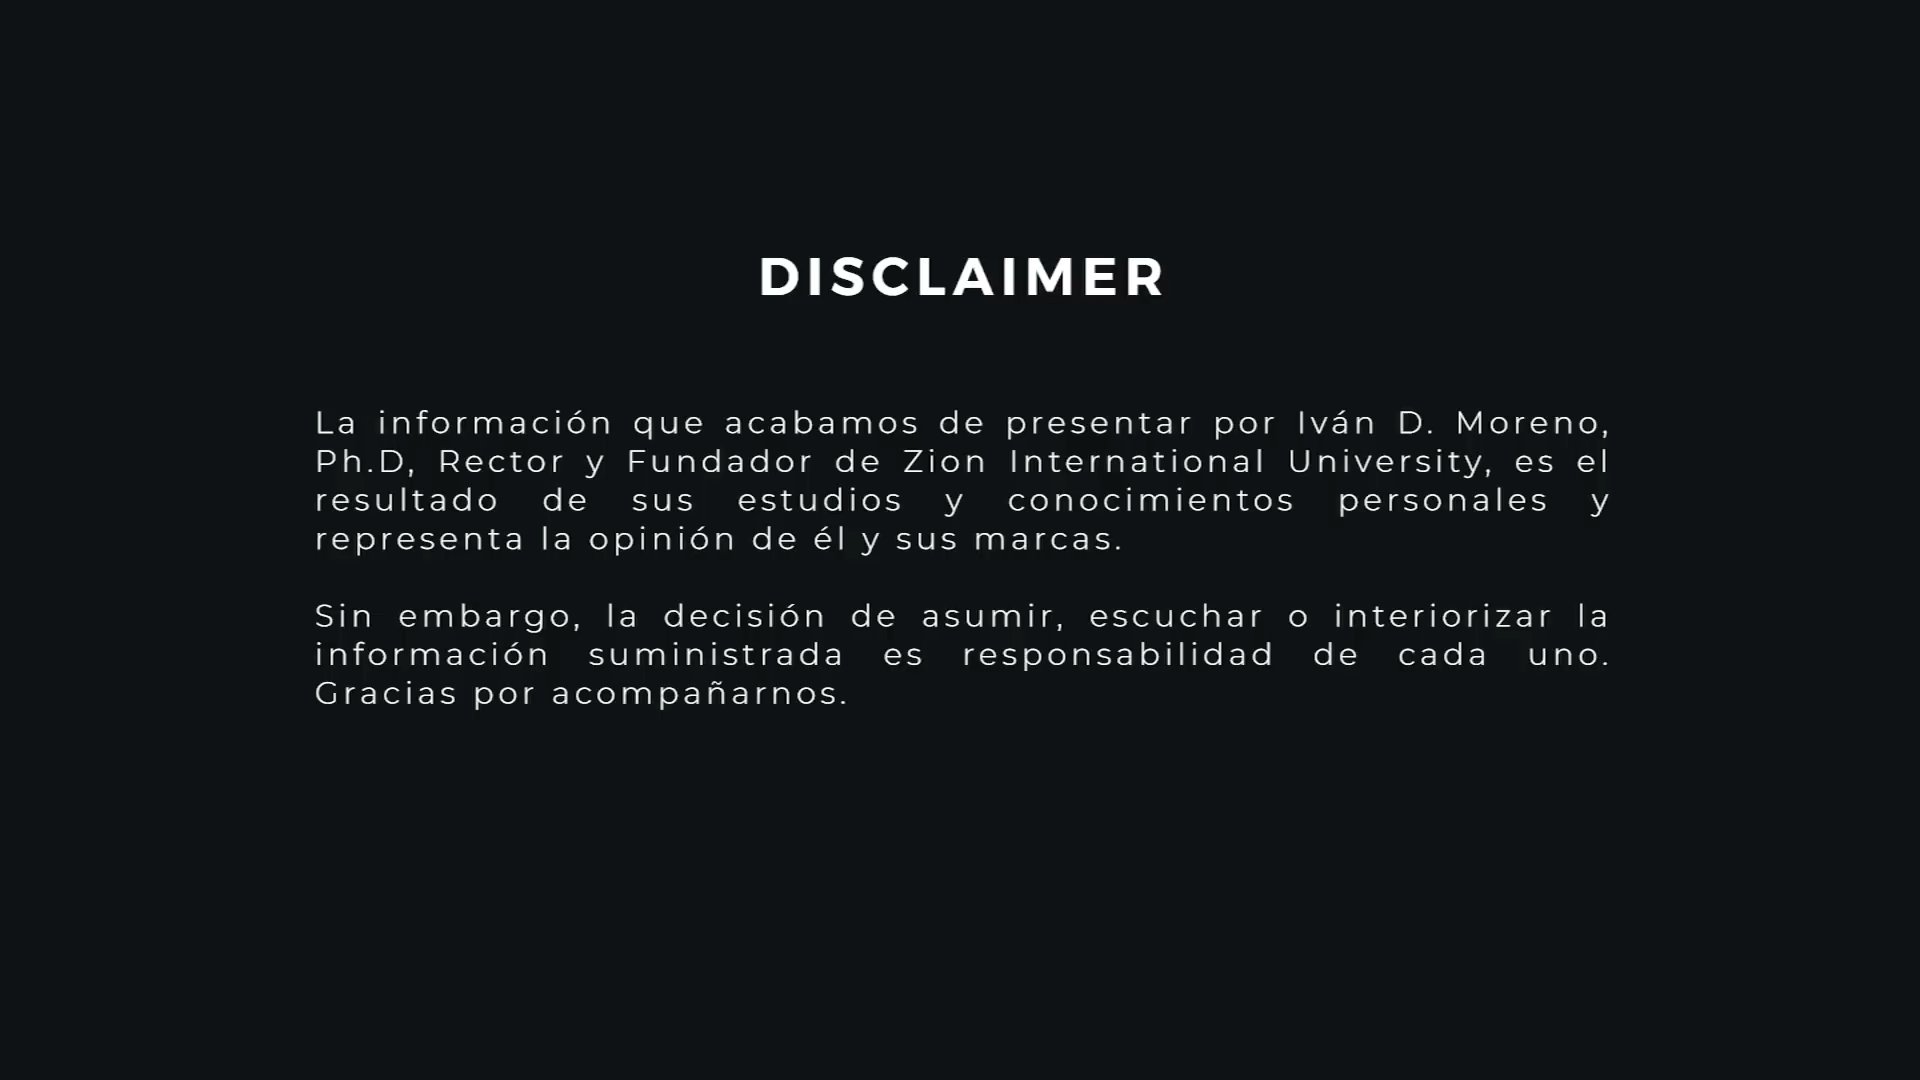 DISCLAIMER
La información que acabamos de presentar por Iván D. Moreno,
Ph.D, Rector y Fundador de Zion International University, es el
resultado de sus estudios y conocimientos personales y
representa la opinión de él y sus marcas.
Sin embargo, la decisión de asumir, escuchar o interiorizar la
información suministrada es responsabilidad de cada uno.
Gracias por acompañarnos.